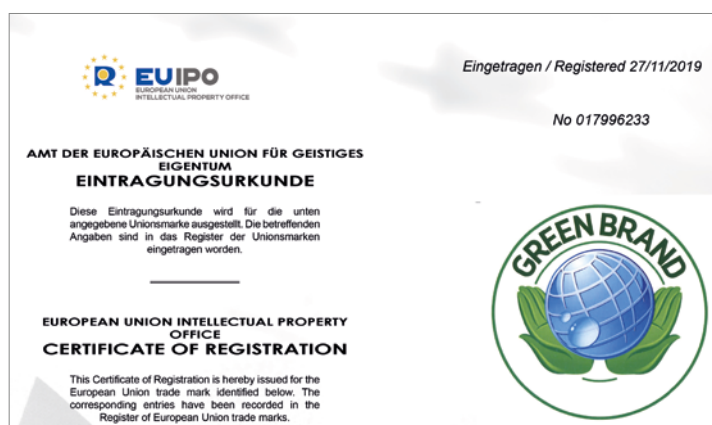 EUIPO
EUROPEAN UNION
INTELLECTUAL PROPERTY OFFICE
Eingetragen / Registered 27/11/2019
No 017996233
AMT DER EUROPÄISCHEN UNION FÜR GEISTIGES
EIGENTUM
EINTRAGUNGSURKUNDE
Diese Eintragungsurkunde wird für die unten
angegebene Unionsmarke ausgestellt. Die betreffenden
Angaben sind in das Register der Unionsmarken
eingetragen worden.
EUROPEAN UNION INTELLECTUAL PROPERTY
OFFICE
CERTIFICATE OF REGISTRATION
This Certificate of Registration is hereby issued for the
European Union trade mark identified below. The
corresponding entries have been recorded in the
Register of European Union trade marks.
GREEN BRAND